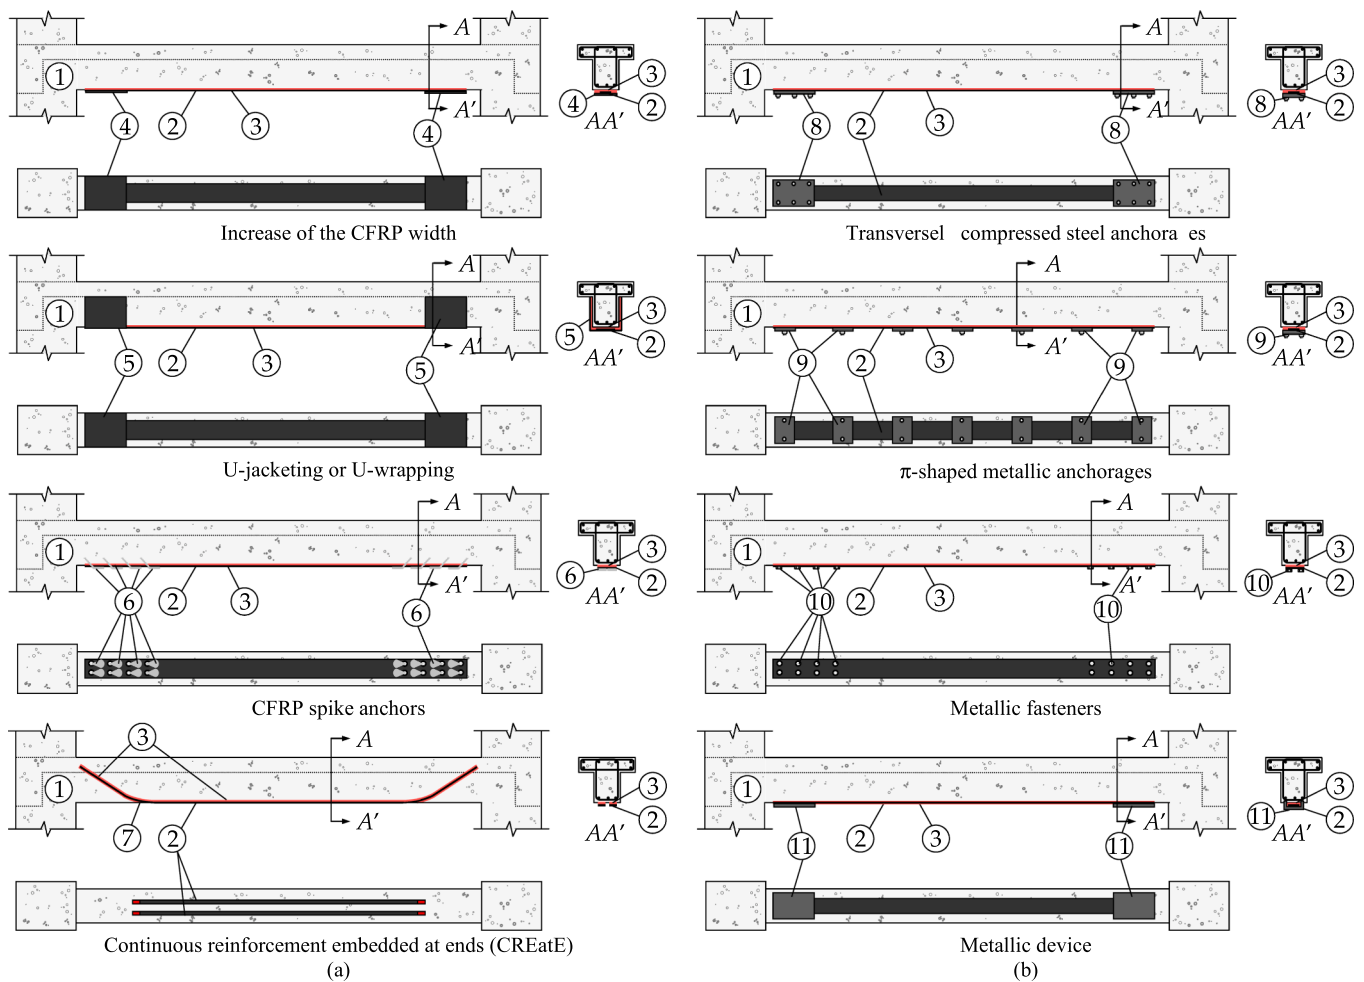 A
1
3
4
2
4
2
3
4
A′
AA′
Increase of the CFRP width
A
1
3
5
2
5
2
3
5
A′
AA′
U-jacketing or U-wrapping
A
1
3
6
2
6
2
3
6
A′
AA′
CFRP spike anchors
3
A
1
3
2
7
2
A′
AA′
Continuous reinforcement embedded at ends (CREatE)
(a)
A
1
3
8
2
8
2
3
8
A′
AA′
Transversel compressed steel anchora es
A
1
3
9
2
9
2
3
9
A′
AA′
π-shaped metallic anchorages
A
1
3
10
2
10
2
3
10
A′
AA′
Metallic fasteners
A
1
3
11
2
11
2
3
11
A′
AA′
Metallic device
(b)